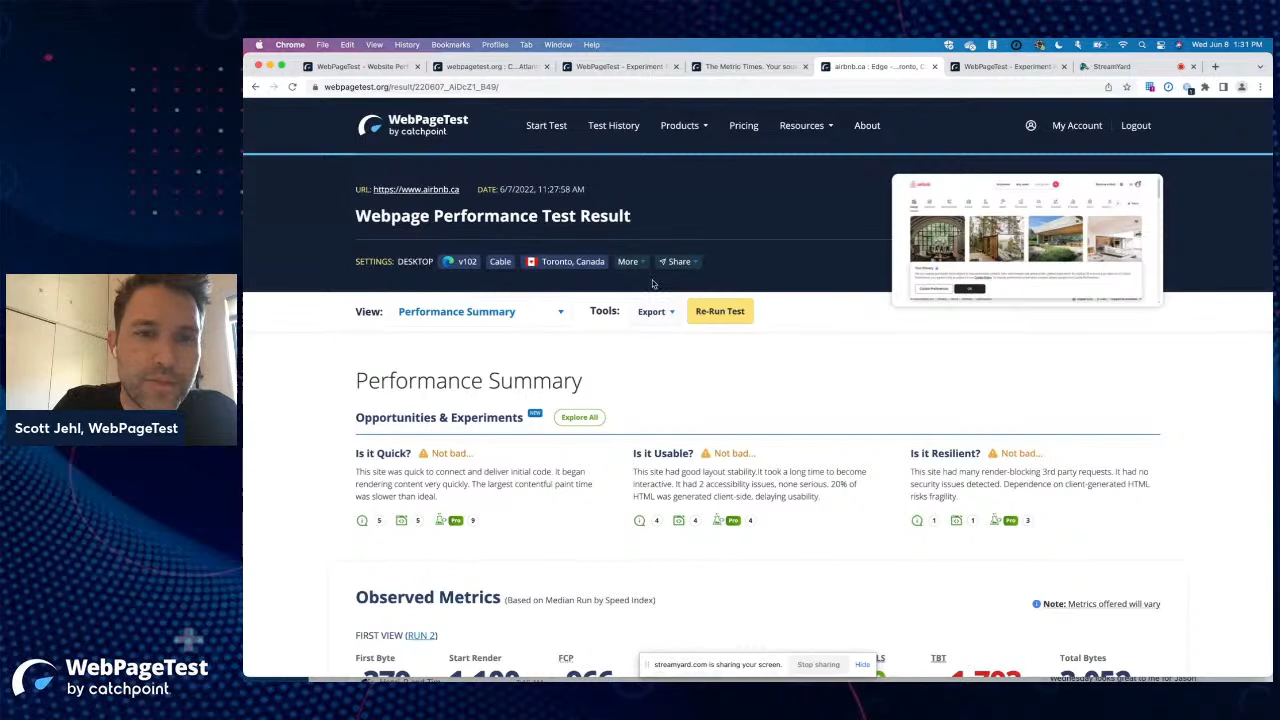 Chrome File Edit View History Bookmarks Profiles Tab Window Help
Wed Jun 8 1:31 PM
WebPageTest - Website Perf
webpagetest.org : C...Atlan
WebPageTest - Experiment R
The Metric Times. Your sou
airbnb.ca : Edge -...ronto, C
WebPageTest - Experiment R
StreamYard
webpagetest.org/result/220607_AiDcZ1_B49/
WebPageTest
by catchpoint
Start Test Test History Products Pricing Resources About My Account Logout
URL: https://www.airbnb.ca DATE: 6/7/2022, 11:27:58 AM
Webpage Performance Test Result
SETTINGS: DESKTOP v102 Cable Toronto, Canada More Share
View: Performance Summary Tools: Export Re-Run Test
Performance Summary
Opportunities & Experiments NEW Explore All
Is it Quick? Not bad...
This site was quick to connect and deliver initial code. It began
rendering content very quickly. The largest contentful paint time
was slower than ideal.
5 5 Pro 9
Is it Usable? Not bad...
This site had good layout stability.It took a long time to become
interactive. It had 2 accessibility issues, none serious. 20% of
HTML was generated client-side, delaying usability.
4 4 Pro 4
Is it Resilient? Not bad...
This site had many render-blocking 3rd party requests. It had no
security issues detected. Dependence on client-generated HTML
risks fragility.
1 1 Pro 3
Observed Metrics (Based on Median Run by Speed Index)
Note: Metrics offered will vary
FIRST VIEW (RUN 2)
First Byte Start Render FCP TBT Total Bytes
streamyard.com is sharing your screen. Stop sharing Hide
Wednesday looks great to me for Jason
Scott Jehl, WebPageTest
WebPageTest
by catchpoint